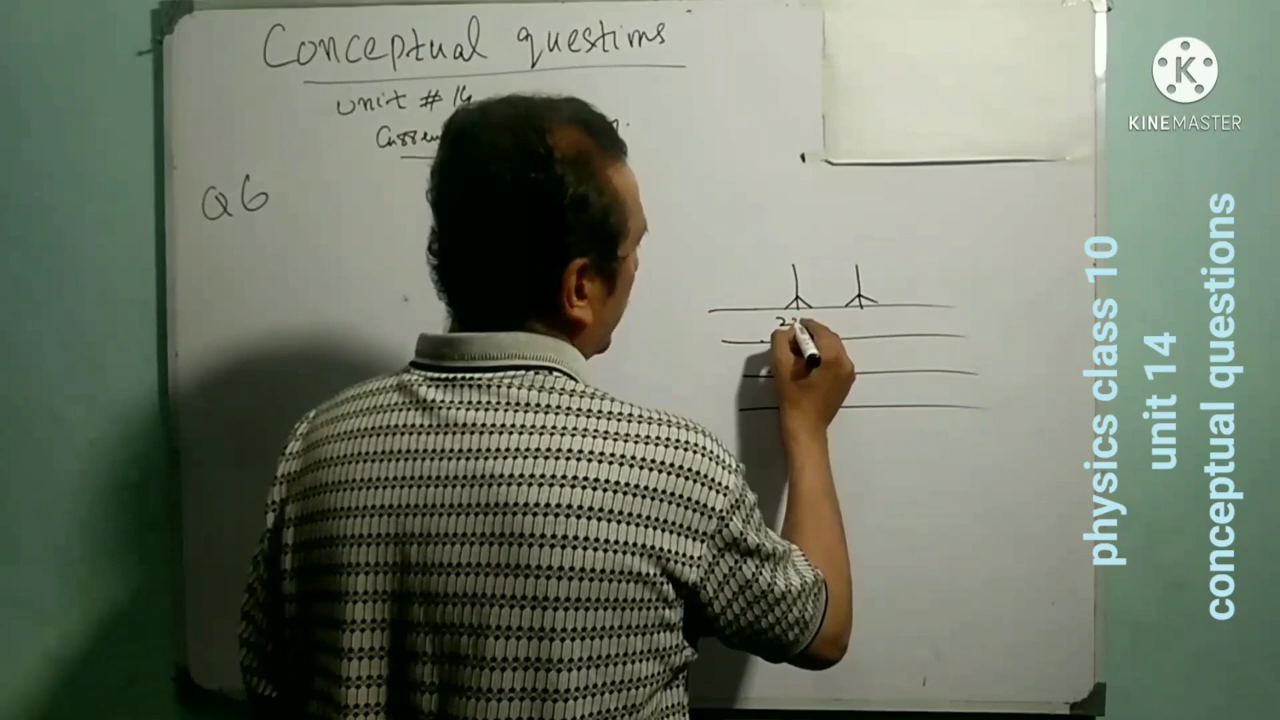 Conceptual questions
Unit # 14
Q6
KINEMASTER
physics class 10
unit 14
conceptual questions